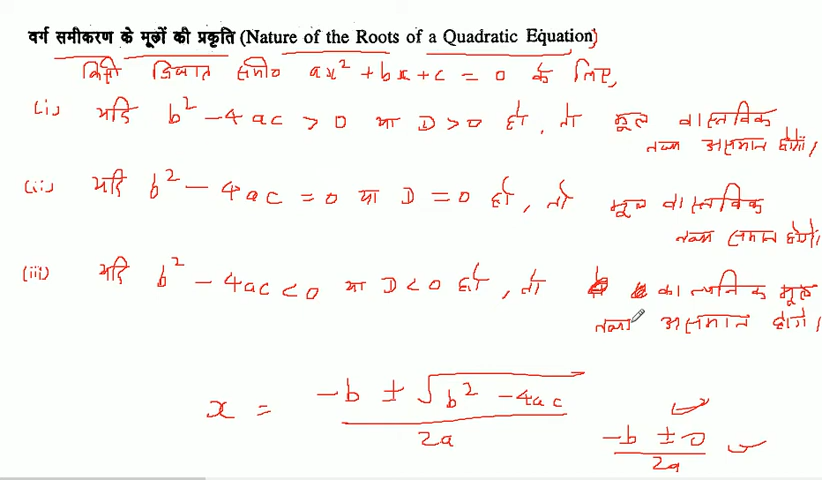 वर्ग समीकरण के मूलों की प्रकृति (Nature of the Roots of a Quadratic Equation)
किसी द्विघात समी० ax² + bx + c = 0 के लिए,
(i) यदि b² - 4ac > 0 या D > 0 हो, तो मूल वास्तविक
तथा असमान होंगे।
(ii) यदि b² - 4ac = 0 या D = 0 हो, तो मूल वास्तविक
तथा समान होंगे।
(iii) यदि b² - 4ac < 0 या D < 0 हो, तो काल्पनिक मूल
तथा असमान होंगे।
x = -b ± √b² - 4ac
2a
-b ± 0
2a